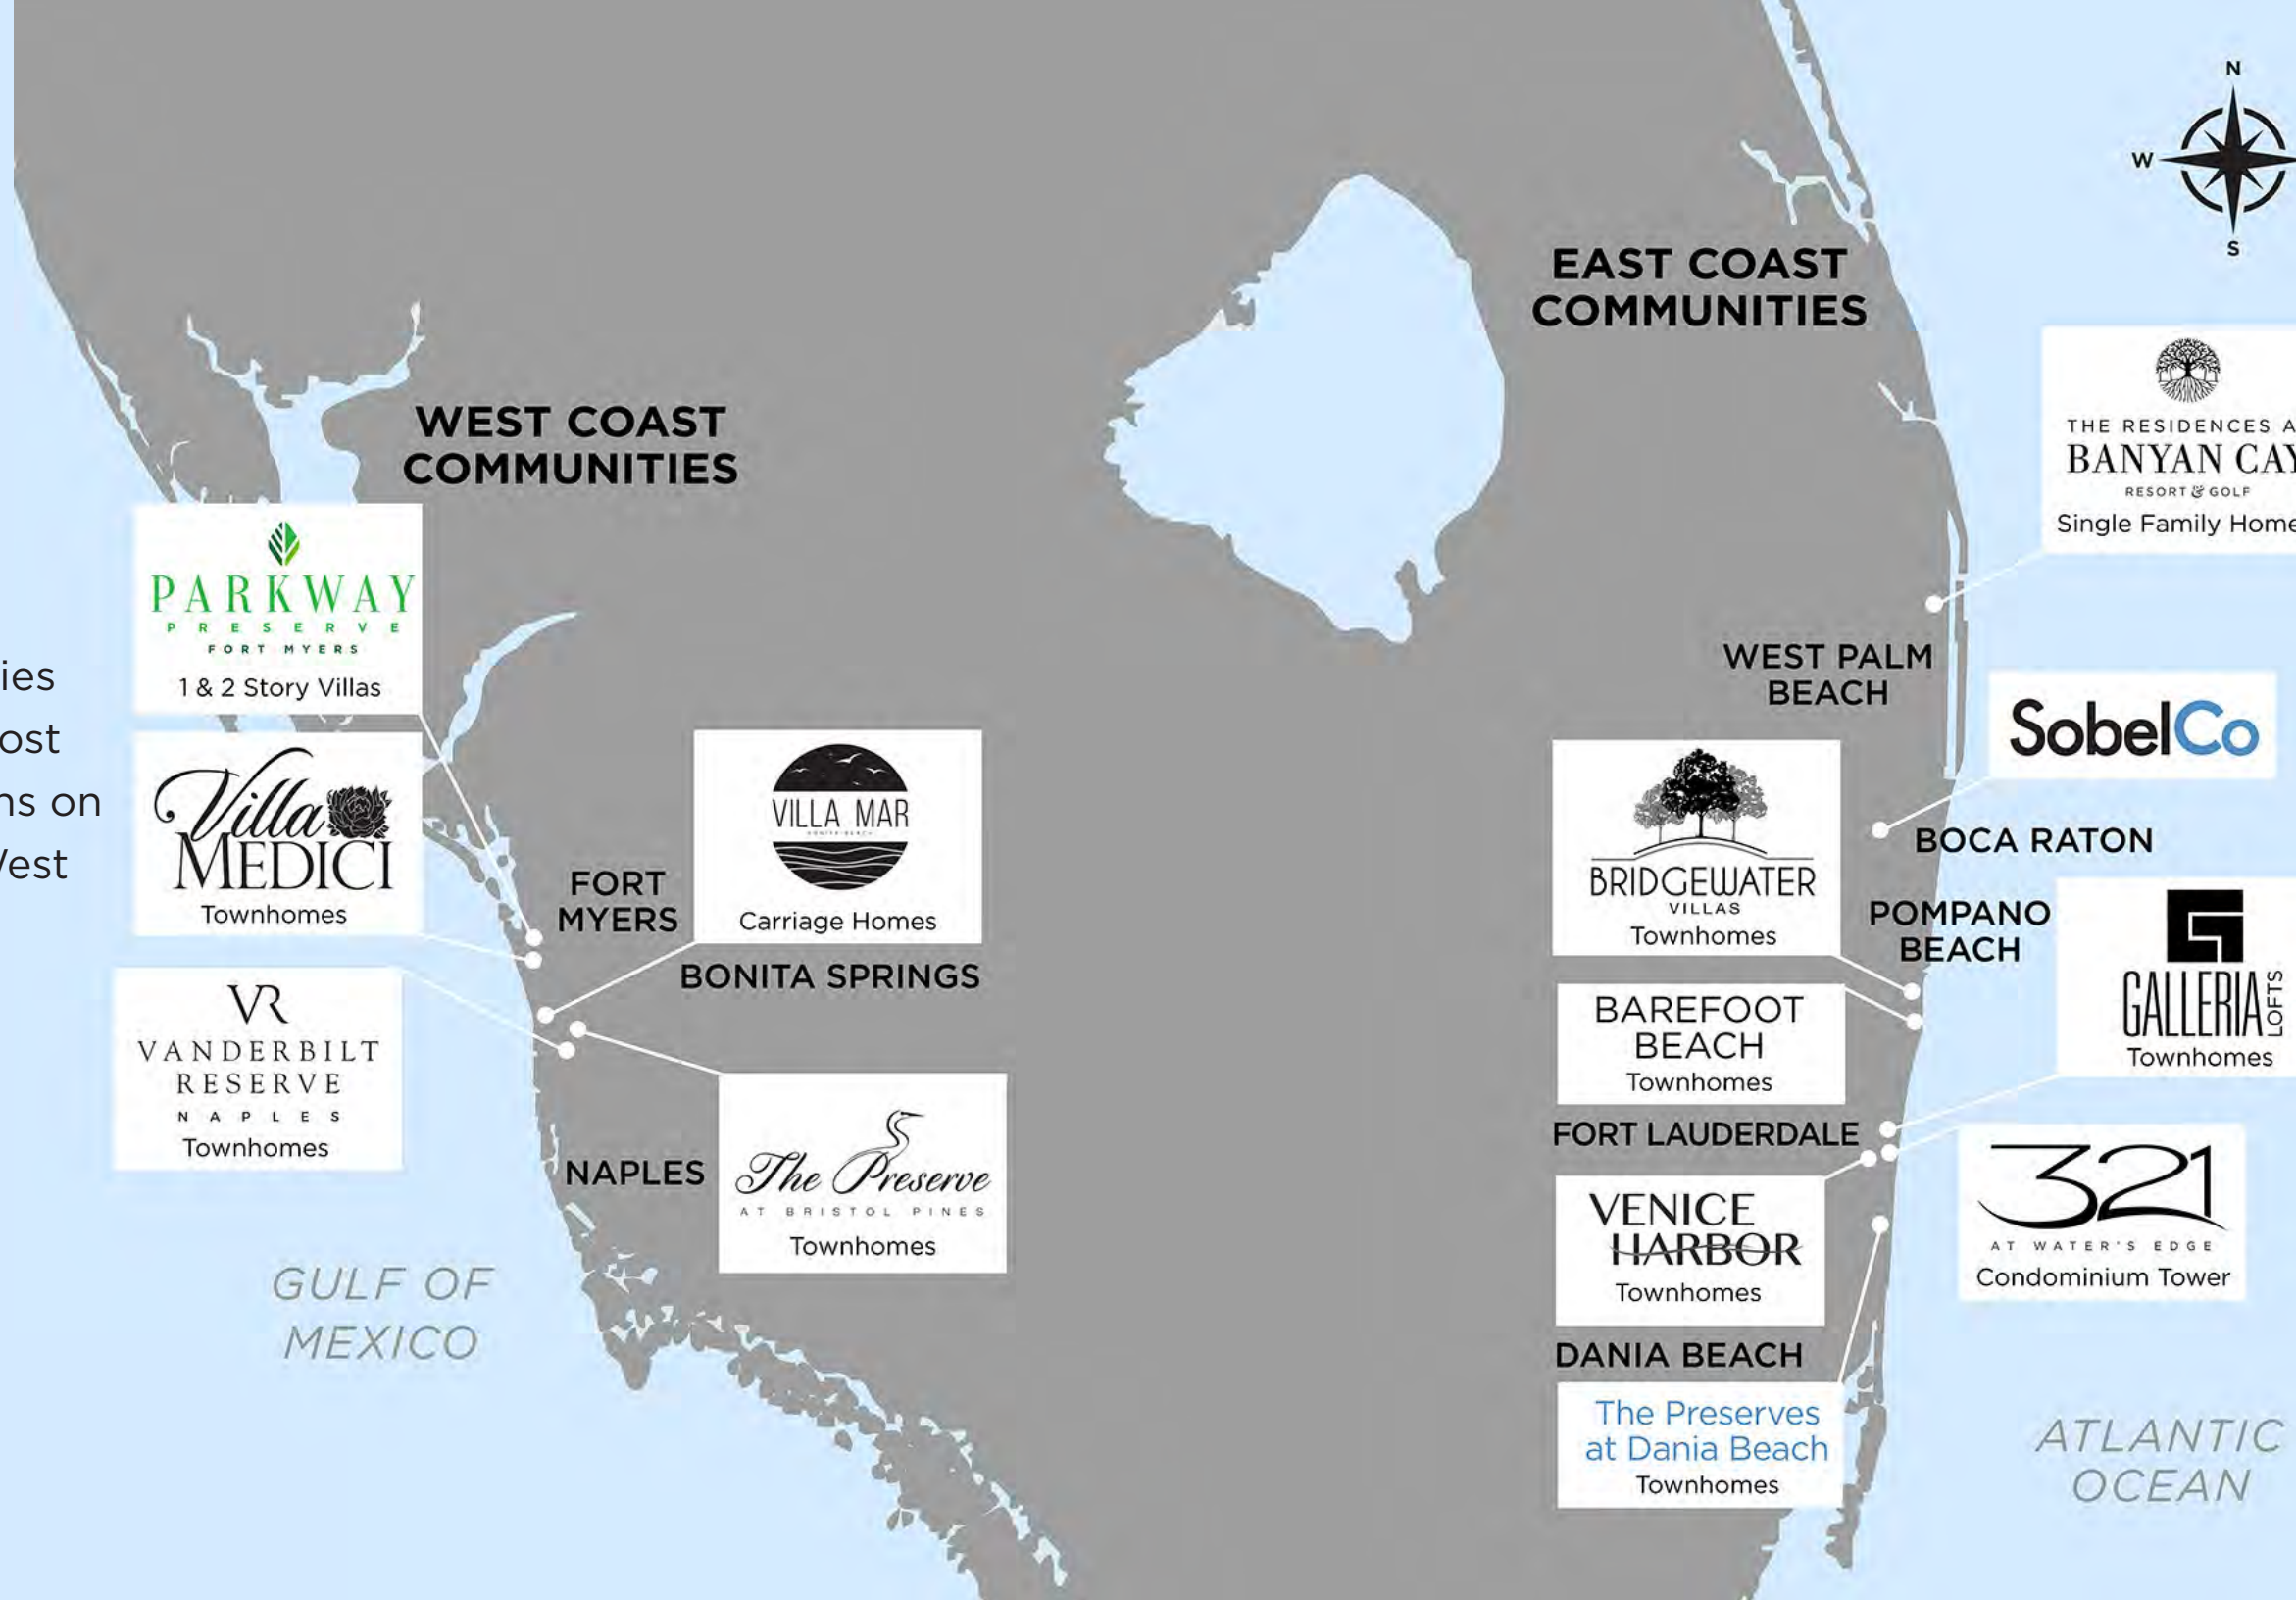 N
W
S
EAST COAST
COMMUNITIES
WEST COAST
COMMUNITIES
THE RESIDENCES A
BANYAN CAY
RESORT & GOLF
Single Family Home
PARKWAY
PRESERVE
FORT MYERS
1 & 2 Story Villas
ies
ost
ns on
West
WEST PALM
BEACH
SobelCo
Villa
MEDICI
Townhomes
VILLA MAR
BONITA BEACH
Carriage Homes
FORT
MYERS
BONITA SPRINGS
BRIDGEWATER
VILLAS
Townhomes
BOCA RATON
POMPANO
BEACH
GALLERIA
LOFTS
Townhomes
VR
VANDERBILT
RESERVE
NAPLES
Townhomes
BAREFOOT
BEACH
Townhomes
FORT LAUDERDALE
NAPLES
The Preserve
AT BRISTOL PINES
Townhomes
VENICE
HARBOR
Townhomes
321
AT WATER'S EDGE
Condominium Tower
GULF OF
MEXICO
DANIA BEACH
The Preserves
at Dania Beach
Townhomes
ATLANTIC
OCEAN